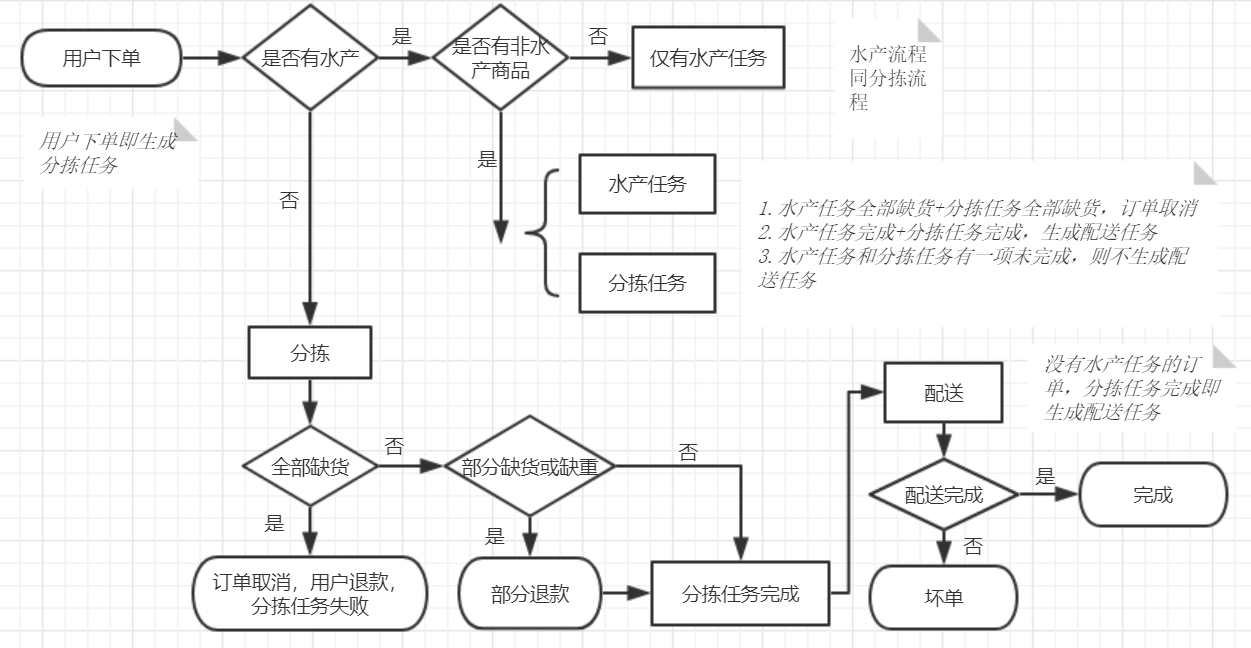 用户下单
是否有水产
是
是否有非水
产商品
否
仅有水产任务
水产流程
同分拣流
程
用户下单即生成
分拣任务
否
是
水产任务
分拣任务
1. 水产任务全部缺货+分拣任务全部缺货，订单取消
2. 水产任务完成+分拣任务完成，生成配送任务
3. 水产任务和分拣任务有一项未完成，则不生成配
送任务
分拣
全部缺货
否
部分缺货或缺重
否
是
订单取消，用户退款，
分拣任务失败
是
部分退款
分拣任务完成
配送
没有水产任务的订
单，分拣任务完成即
生成配送任务
配送完成
是
完成
否
坏单